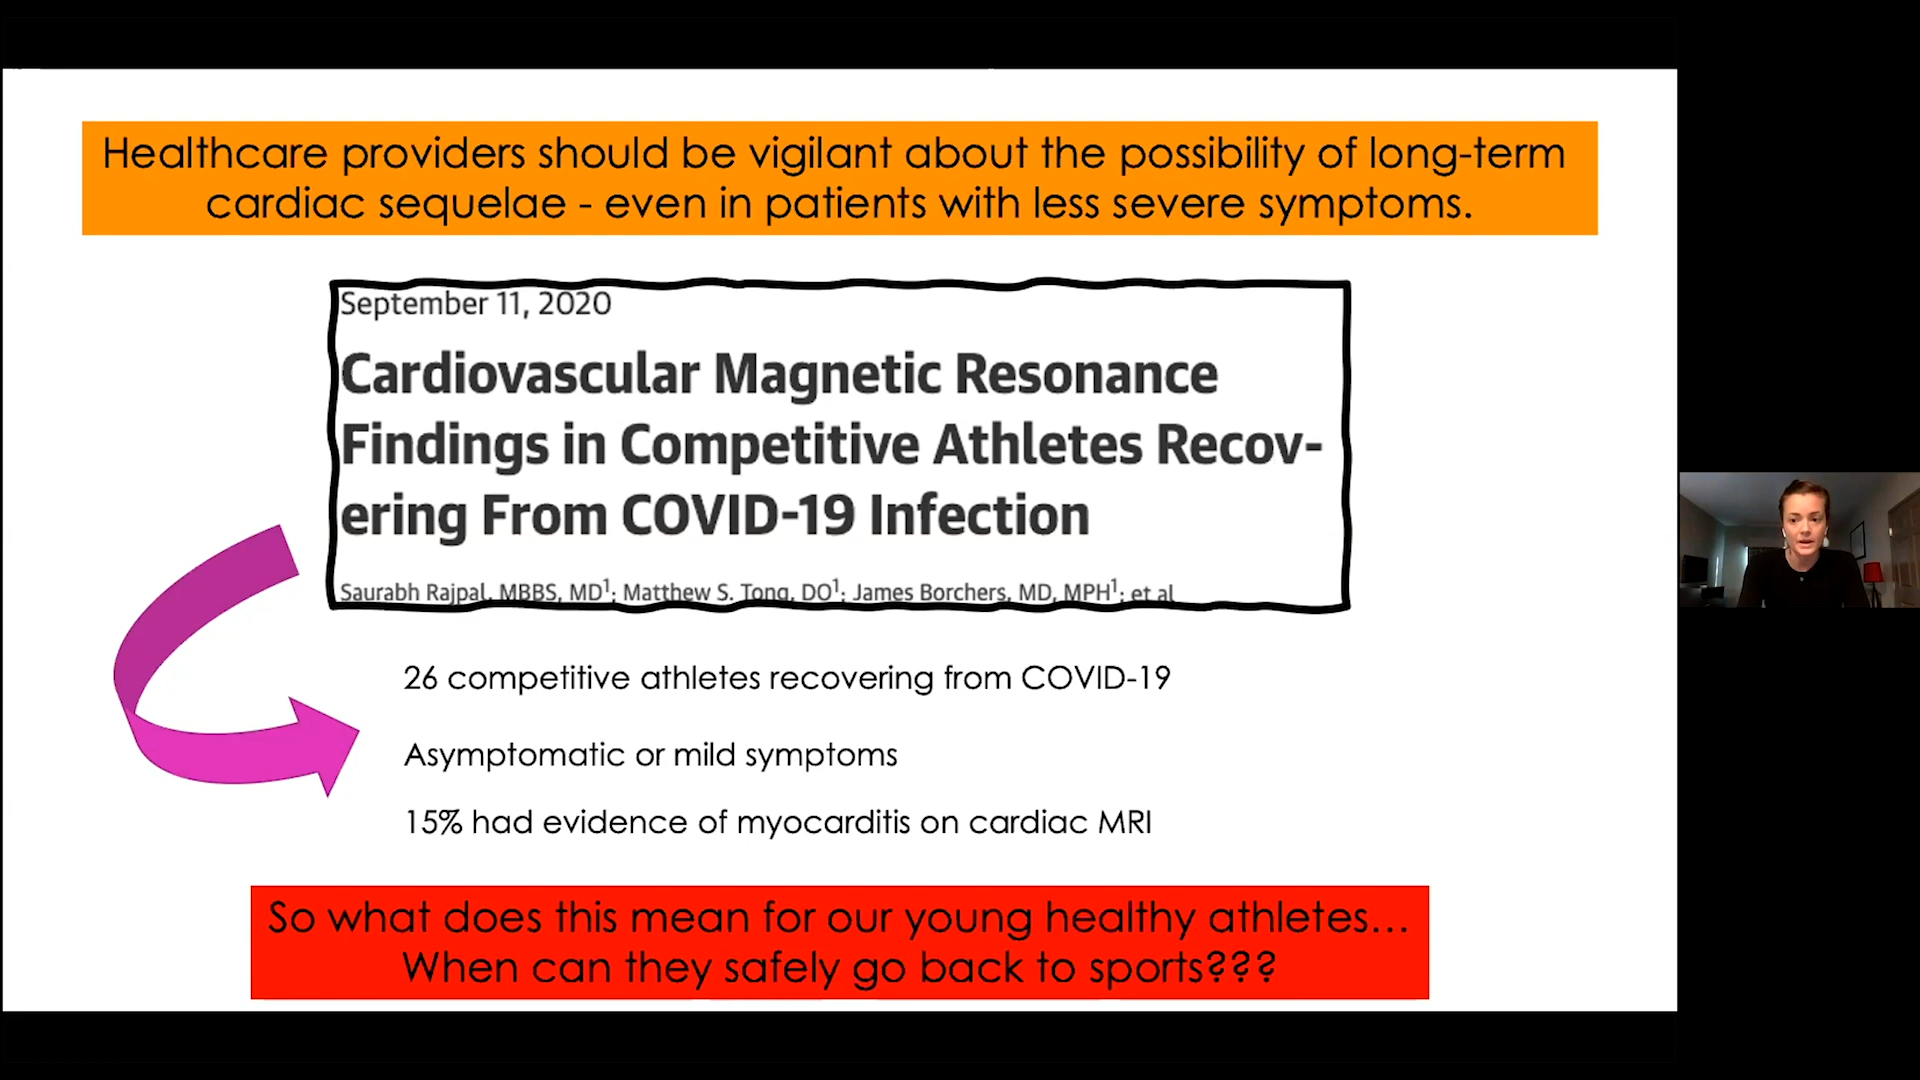 Healthcare providers should be vigilant about the possibility of long-term
cardiac sequelae - even in patients with less severe symptoms.
September 11, 2020
Cardiovascular Magnetic Resonance
Findings in Competitive Athletes Recov-
ering From COVID-19 Infection
Saurabh Rajpal, MBBS, MD1; Matthew S. Tong, DO1; James Borchers, MD, MPH1; et al
26 competitive athletes recovering from COVID-19
Asymptomatic or mild symptoms
15% had evidence of myocarditis on cardiac MRI
So what does this mean for our young healthy athletes...
When can they safely go back to sports???